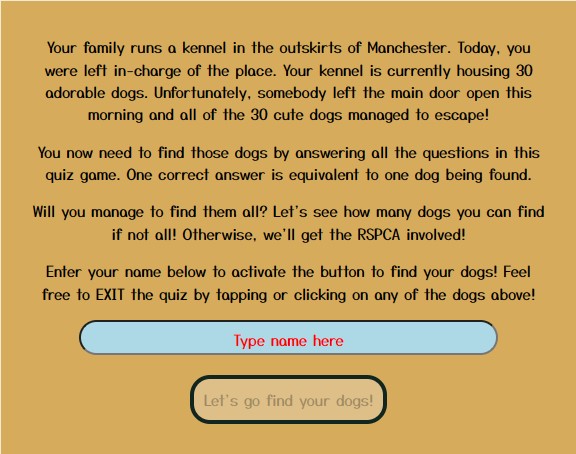 Your family runs a kennel in the outskirts of Manchester. Today, you
were left in-charge of the place. Your kennel is currently housing 30
adorable dogs. Unfortunately, somebody left the main door open this
morning and all of the 30 cute dogs managed to escape!
You now need to find those dogs by answering all the questions in this
quiz game. One correct answer is equivalent to one dog being found.
Will you manage to find them all? Let's see how many dogs you can find
if not all! Otherwise, we'll get the RSPCA involved!
Enter your name below to activate the button to find your dogs! Feel
free to EXIT the quiz by tapping or clicking on any of the dogs above!
Type name here
Let's go find your dogs!